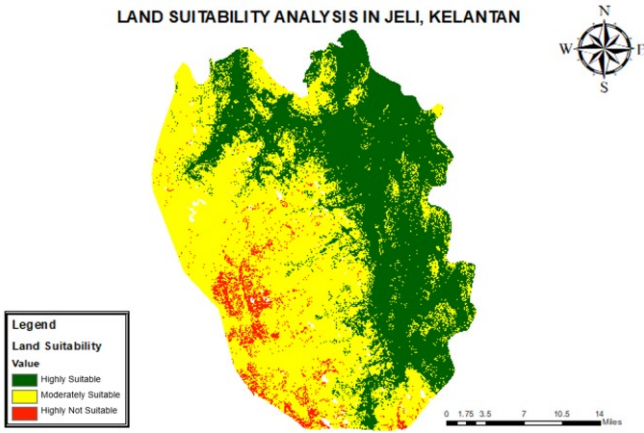 LAND SUITABILITY ANALYSIS IN JELI, KELANTAN
N
W
E
S
Legend
Land Suitability
Value
Highly Suitable
Moderately Suitable
Highly Not Suitable
0 1.75 3.5 7 10.5 14
Miles